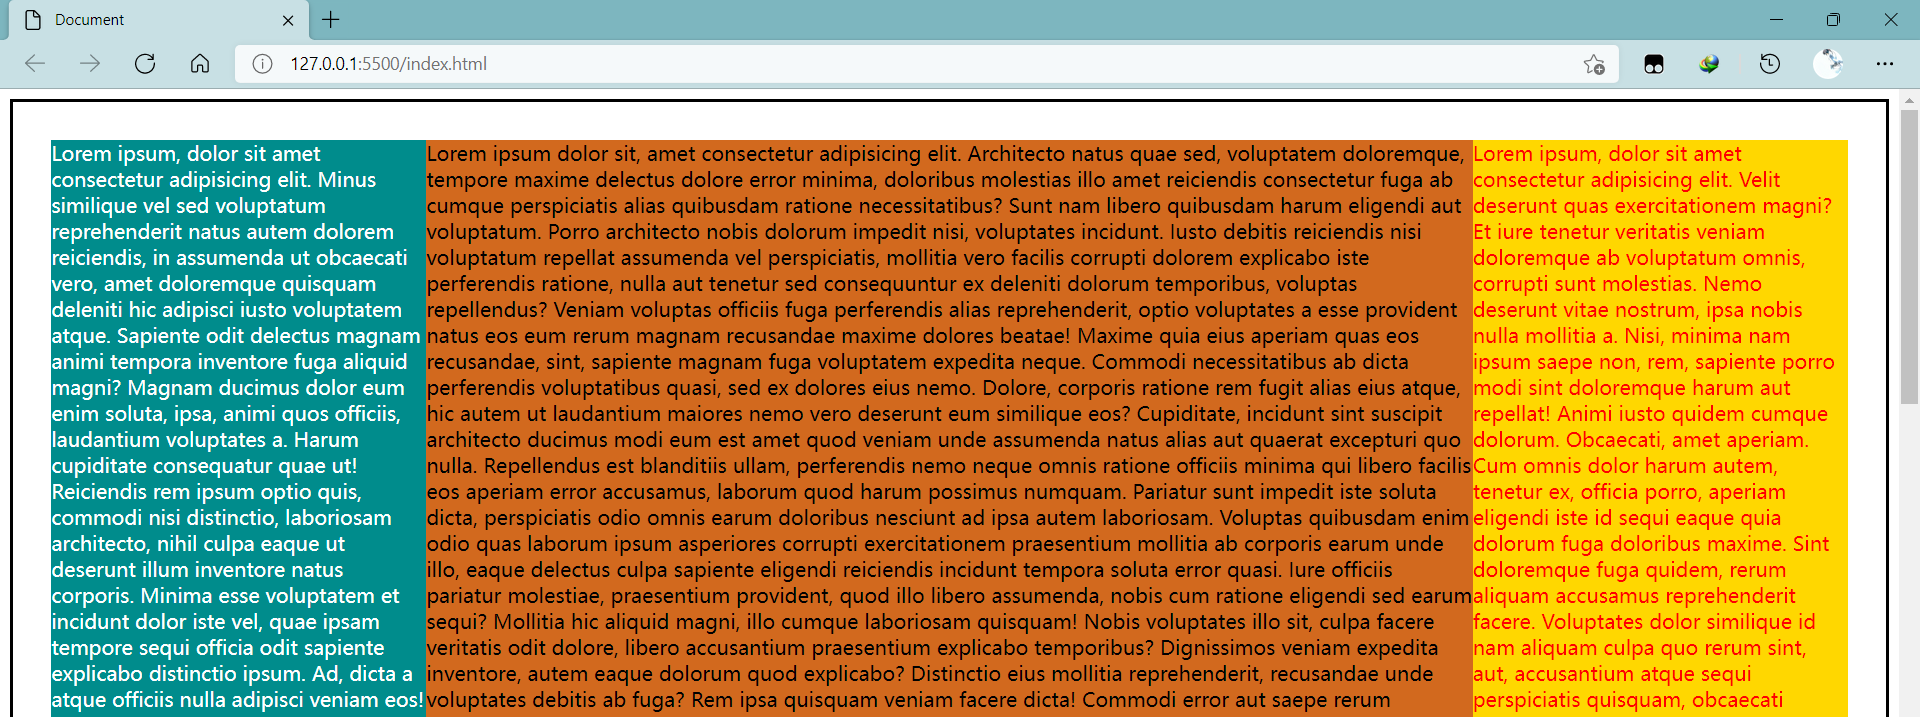 Document
127.0.0.1:5500/index.html
Lorem ipsum, dolor sit amet
consectetur adipisicing elit. Minus
similique vel sed voluptatum
reprehenderit natus autem dolorem
reiciendis, in assumenda ut obcaecati
vero, amet doloremque quisquam
deleniti hic adipisci iusto voluptatem
atque. Sapiente odit delectus magnam
animi tempora inventore fuga aliquid
magni? Magnam ducimus dolor eum
enim soluta, ipsa, animi quos officiis,
laudantium voluptates a. Harum
cupiditate consequatur quae ut!
Reiciendis rem ipsum optio quis,
commodi nisi distinctio, laboriosam
architecto, nihil culpa eaque ut
deserunt illum inventore natus
corporis. Minima esse voluptatem et
incidunt dolor iste vel, quae ipsam
tempore sequi officia odit sapiente
explicabo distinctio ipsum. Ad, dicta a
atque officiis nulla adipisci veniam eos!
Lorem ipsum dolor sit, amet consectetur adipisicing elit. Architecto natus quae sed, voluptatem doloremque,
tempore maxime delectus dolore error minima, doloribus molestias illo amet reiciendis consectetur fuga ab
cumque perspiciatis alias quibusdam ratione necessitatibus? Sunt nam libero quibusdam harum eligendi aut
voluptatum. Porro architecto nobis dolorum impedit nisi, voluptates incidunt. Iusto debitis reiciendis nisi
voluptatum repellat assumenda vel perspiciatis, mollitia vero facilis corrupti dolorem explicabo iste
perferendis ratione, nulla aut tenetur sed consequuntur ex deleniti dolorum temporibus, voluptas
repellendus? Veniam voluptas officiis fuga perferendis alias reprehenderit, optio voluptates a esse provident
natus eos eum rerum magnam recusandae maxime dolores beatae! Maxime quia eius aperiam quas eos
recusandae, sint, sapiente magnam fuga voluptatem expedita neque. Commodi necessitatibus ab dicta
perferendis voluptatibus quasi, sed ex dolores eius nemo. Dolore, corporis ratione rem fugit alias eius atque,
hic autem ut laudantium maiores nemo vero deserunt eum similique eos? Cupiditate, incidunt sint suscipit
architecto ducimus modi eum est amet quod veniam unde assumenda natus alias aut quaerat excepturi quo
nulla. Repellendus est blanditiis ullam, perferendis nemo neque omnis ratione officiis minima qui libero facilis
eos aperiam error accusamus, laborum quod harum possimus numquam. Pariatur sunt impedit iste soluta
dicta, perspiciatis odio omnis earum doloribus nesciunt ad ipsa autem laboriosam. Voluptas quibusdam enim
odio quas laborum ipsum asperiores corrupti exercitationem praesentium mollitia ab corporis earum unde
illo, eaque delectus culpa sapiente eligendi reiciendis incidunt tempora soluta error quasi. Iure officiis
pariatur molestiae, praesentium provident, quod illo libero assumenda, nobis cum ratione eligendi sed earum
sequi? Mollitia hic aliquid magni, illo cumque laboriosam quisquam! Nobis voluptates illo sit, culpa facere
veritatis odit dolore, libero accusantium praesentium explicabo temporibus? Dignissimos veniam expedita
inventore, autem eaque dolorum quod explicabo? Distinctio eius mollitia reprehenderit, recusandae unde
voluptates debitis ab fuga? Rem ipsa quisquam veniam facere dicta! Commodi error aut saepe rerum
Lorem ipsum, dolor sit amet
consectetur adipisicing elit. Velit
deserunt quas exercitationem magni?
Et iure tenetur veritatis veniam
doloremque ab voluptatum omnis,
corrupti sunt molestias. Nemo
deserunt vitae nostrum, ipsa nobis
nulla mollitia a. Nisi, minima nam
ipsum saepe non, rem, sapiente porro
modi sint doloremque harum aut
repellat! Animi iusto quidem cumque
dolorum. Obcaecati, amet aperiam.
Cum omnis dolor harum autem,
tenetur ex, officia porro, aperiam
eligendi iste id sequi eaque quia
dolorum fuga doloribus maxime. Sint
doloremque fuga quidem, rerum
aliquam accusamus reprehenderit
facere. Voluptates dolor similique id
nam aliquam culpa quo rerum sint,
aut, accusantium atque sequi
perspiciatis quisquam, obcaecati